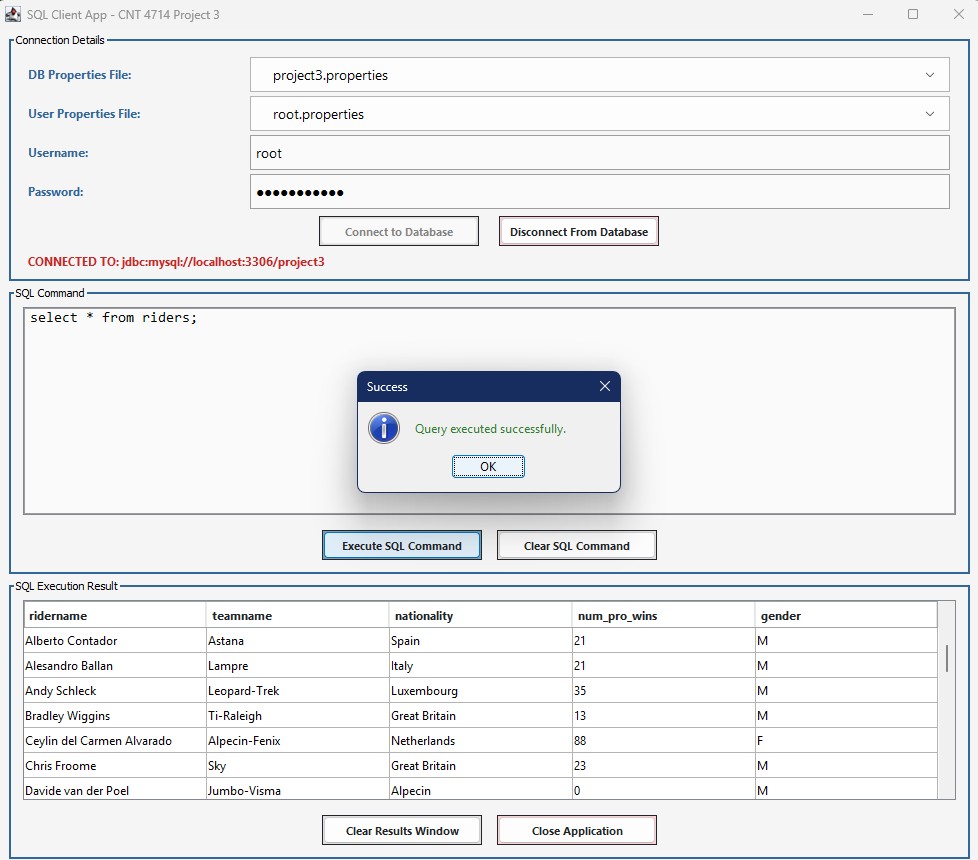 SQL Client App - CNT 4714 Project 3
Connection Details
DB Properties File: project3.properties
User Properties File: root.properties
Username: root
Password: ●●●●●●●●●●●
Connect to Database Disconnect From Database
CONNECTED TO: jdbc:mysql://localhost:3306/project3
SQL Command
select * from riders;
Success
Query executed successfully.
OK
Execute SQL Command Clear SQL Command
SQL Execution Result
ridername teamname nationality num_pro_wins gender
Alberto Contador Astana Spain 21 M
Alesandro Ballan Lampre Italy 21 M
Andy Schleck Leopard-Trek Luxembourg 35 M
Bradley Wiggins Ti-Raleigh Great Britain 13 M
Ceylin del Carmen Alvarado Alpecin-Fenix Netherlands 88 F
Chris Froome Sky Great Britain 23 M
Davide van der Poel Jumbo-Visma Alpecin 0 M
Clear Results Window Close Application